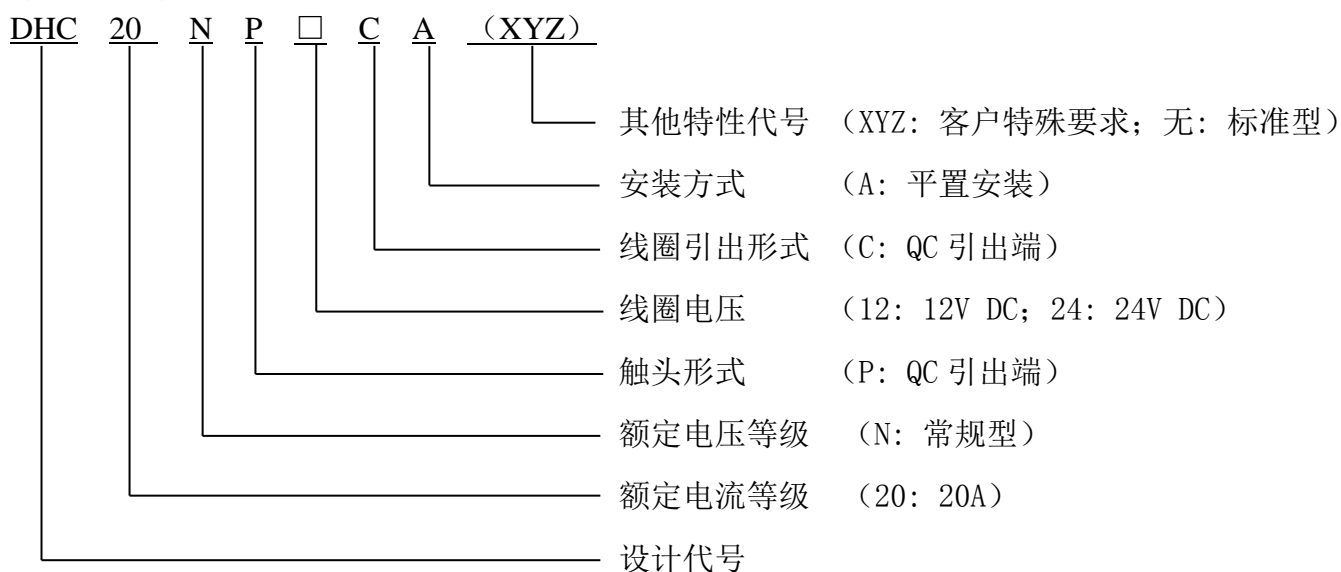 DHC 20 N P □ C A （XYZ）
其他特性代号 （XYZ: 客户特殊要求; 无: 标准型）
安装方式 （A: 平置安装）
线圈引出形式 （C: QC 引出端）
线圈电压 （12: 12V DC; 24: 24V DC）
触头形式 （P: QC 引出端）
额定电压等级 （N: 常规型）
额定电流等级 （20: 20A）
设计代号